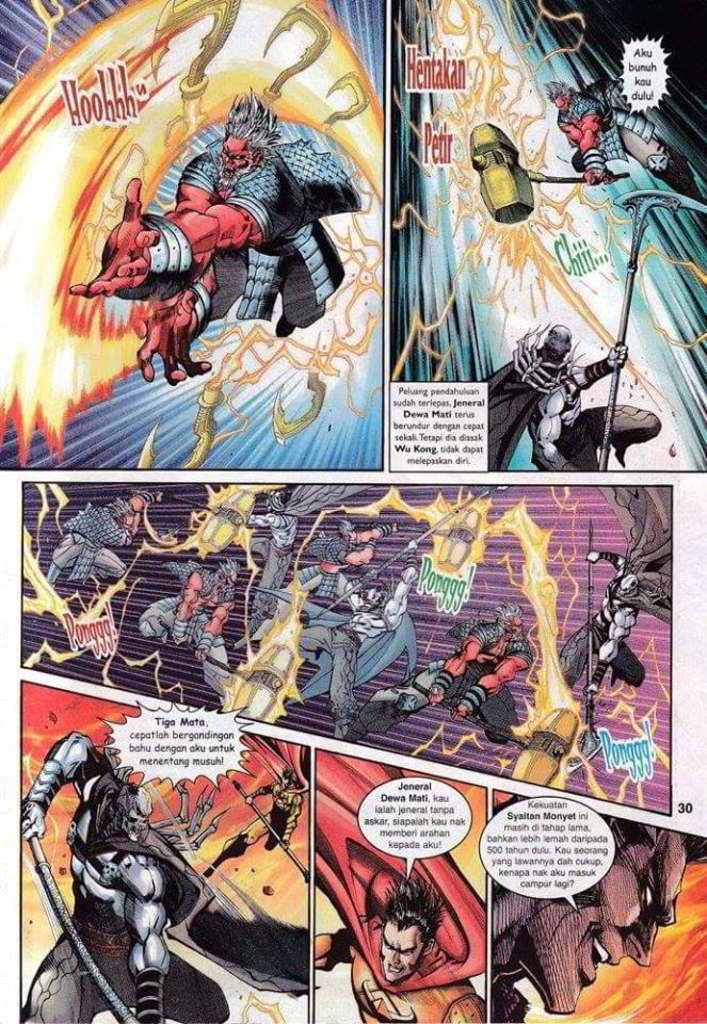 Hoohhh
Hentakan
Petir
Aku
bunuh
kau
dulu!
Chiii...
Peluang pendahuluan
sudah terlepas, Jeneral
Dewa Mati terus
berundur dengan cepat
sekali. Tetapi dia diasak
Wu Kong, tidak dapat
melepaskan diri.
Ponggg!
Ponggg!
Ponggg!
Tiga Mata,
cepatlah bergandingan
bahu dengan aku untuk
menentang musuh!
Jeneral
Dewa Mati, kau
ialah jeneral tanpa
askar, siapalah kau nak
memberi arahan
kepada aku!
Kekuatan
Syaitan Monyet ini
masih di tahap lama,
bahkan lebih lemah daripada
500 tahun dulu. Kau seorang
yang lawannya dah cukup,
kenapa nak aku masuk
campur lagi?
30